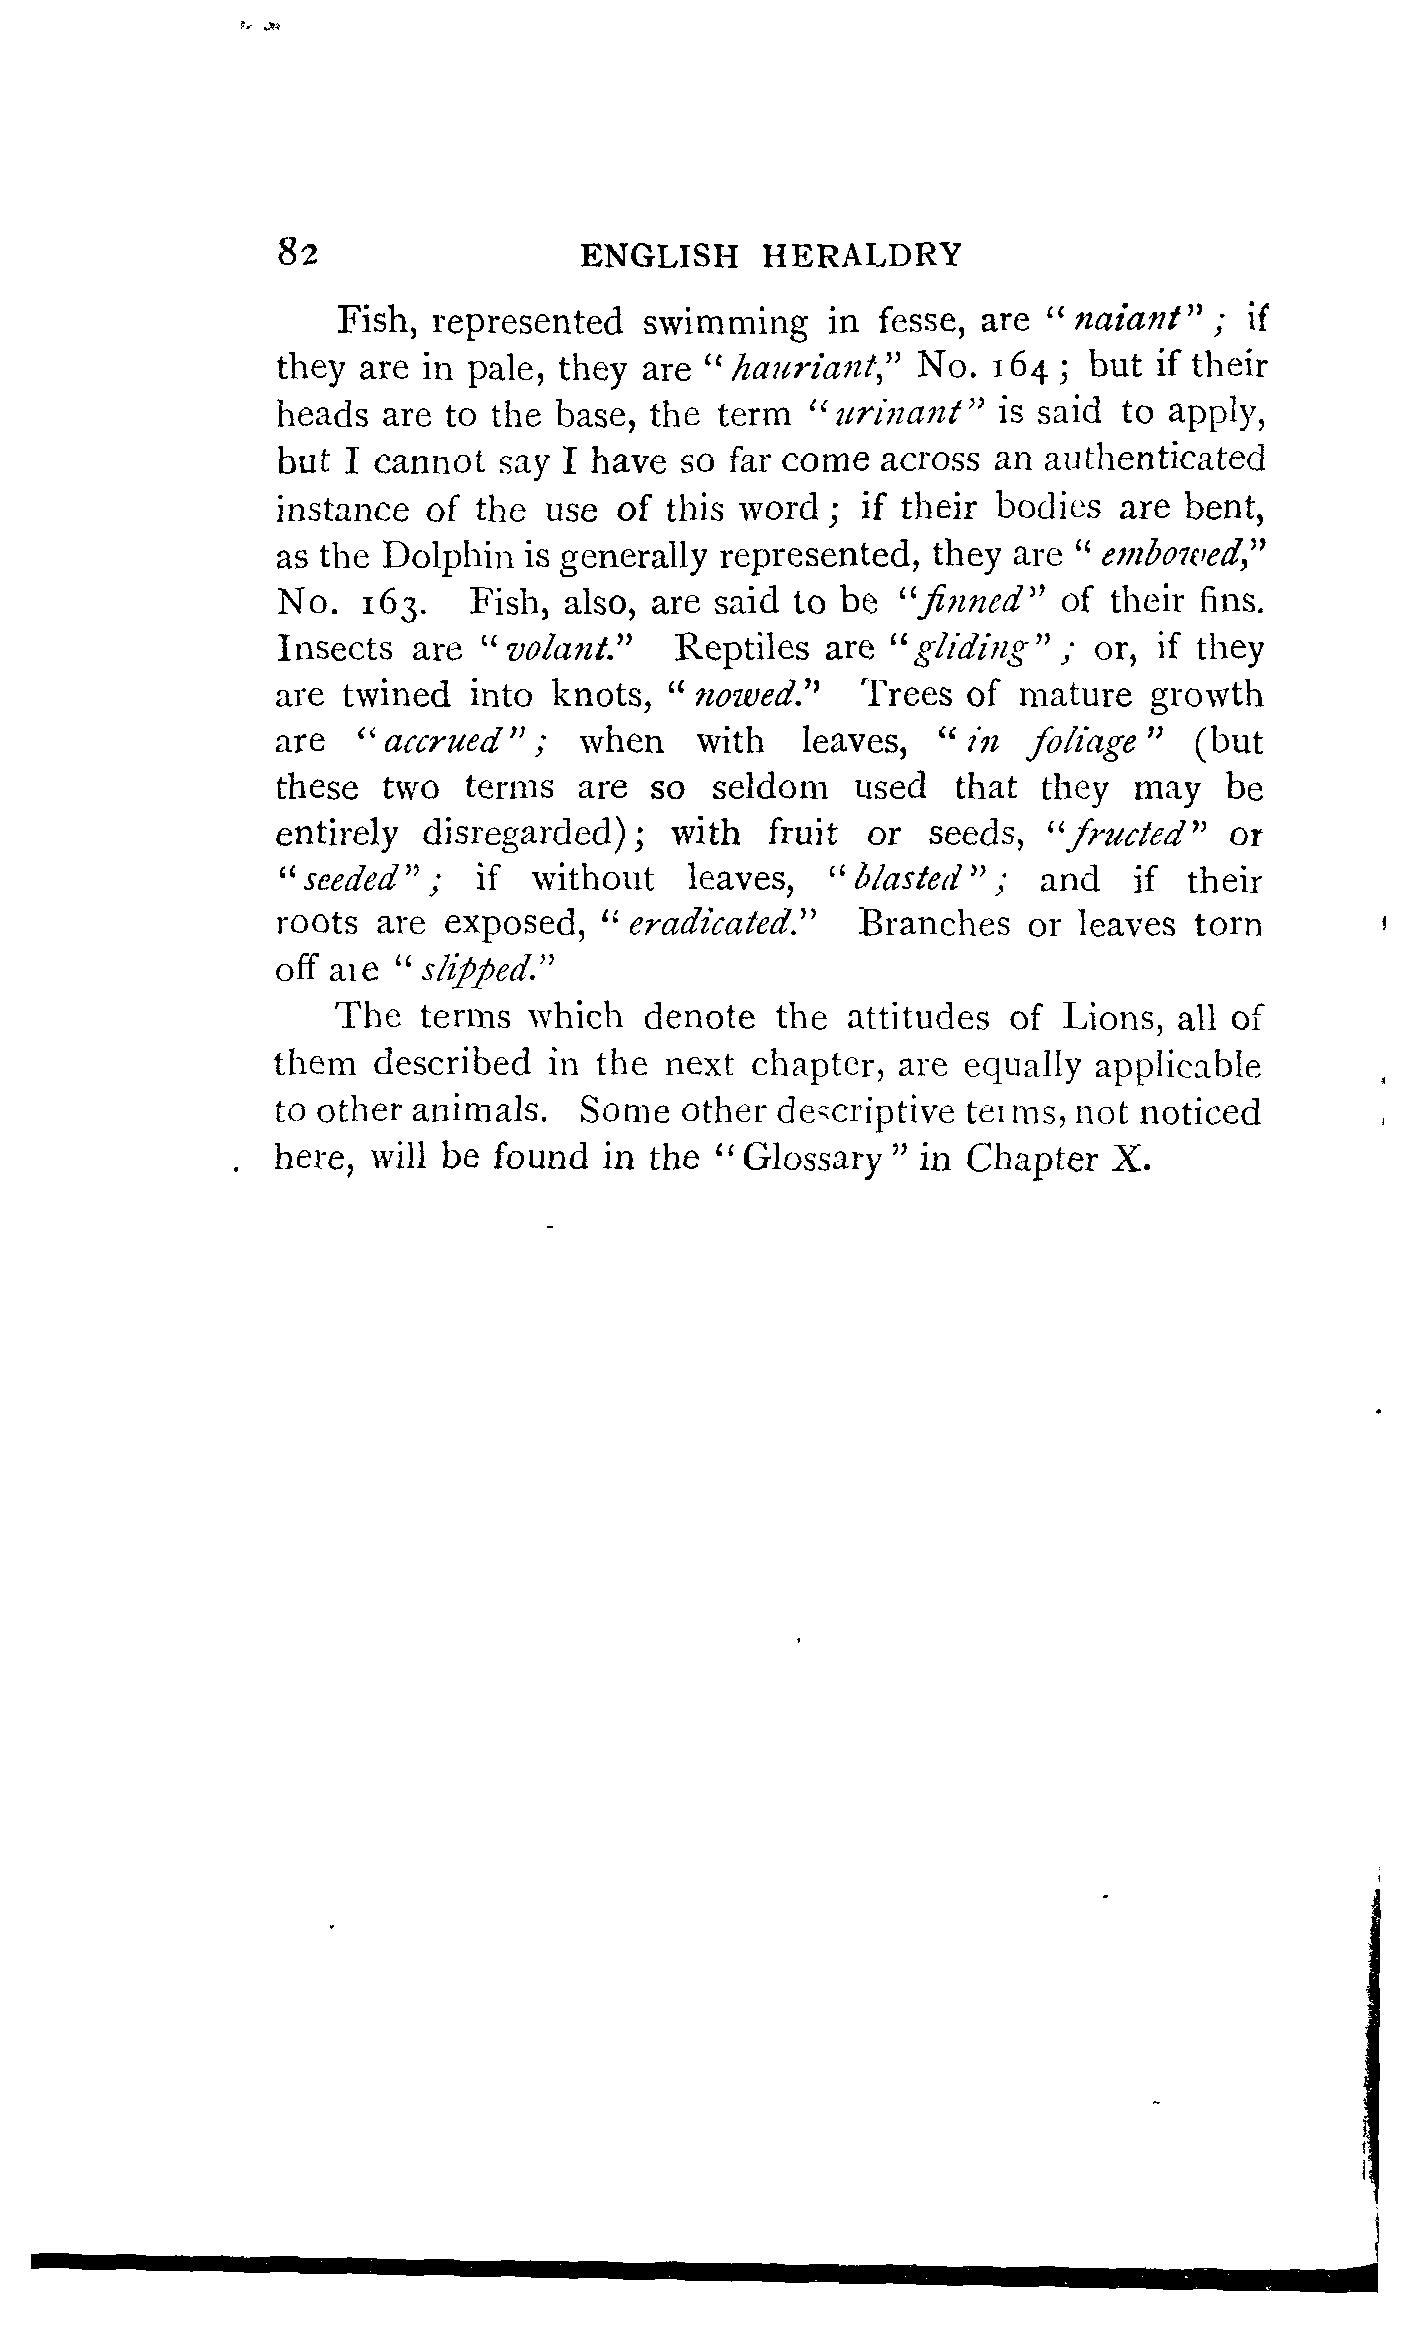 82 ENGLISH HERALDRY
Fish, represented swimming in fesse, are "naiant"; if
they are in pale, they are "hauriant," No. 164; but if their
heads are to the base, the term "urinant" is said to apply,
but I cannot say I have so far come across an authenticated
instance of the use of this word; if their bodies are bent,
as the Dolphin is generally represented, they are "embowed,"
No. 163. Fish, also, are said to be "finned" of their fins.
Insects are "volant." Reptiles are "gliding"; or, if they
are twined into knots, "nowed." Trees of mature growth
are "accrued"; when with leaves, "in foliage" (but
these two terms are so seldom used that they may be
entirely disregarded); with fruit or seeds, "fructed" or
"seeded"; if without leaves, "blasted"; and if their
roots are exposed, "eradicated." Branches or leaves torn
off are "slipped."
The terms which denote the attitudes of Lions, all of
them described in the next chapter, are equally applicable
to other animals. Some other descriptive terms, not noticed
here, will be found in the "Glossary" in Chapter X.